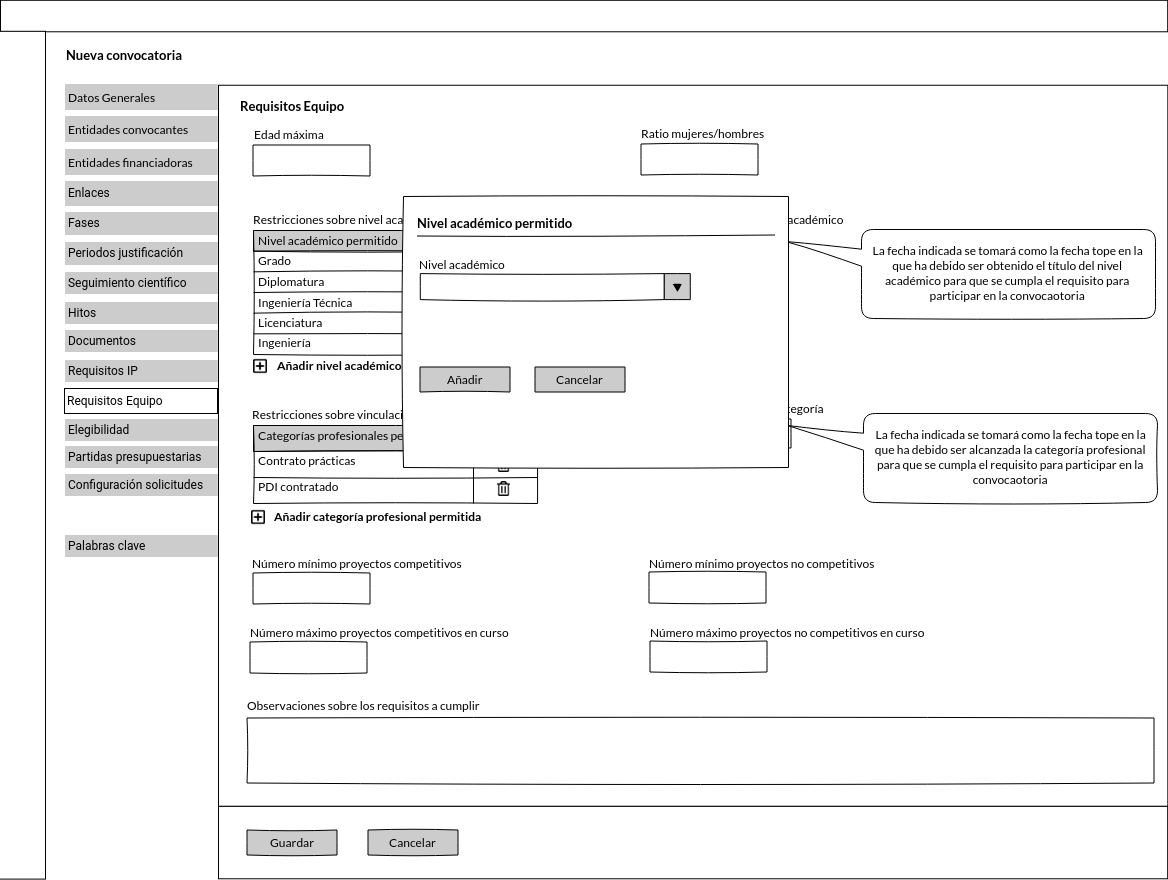 Nueva convocatoria
Datos Generales
Entidades convocantes
Entidades financiadoras
Enlaces
Fases
Periodos justificación
Seguimiento científico
Hitos
Documentos
Requisitos IP
Requisitos Equipo
Elegibilidad
Partidas presupuestarias
Configuración solicitudes
Palabras clave
Requisitos Equipo
Edad máxima
Ratio mujeres/hombres
Restricciones sobre nivel aca
académico
Nivel académico permitido
Grado
Diplomatura
Ingeniería Técnica
Licenciatura
Ingeniería
Añadir nivel académico
Nivel académico permitido
Nivel académico
Añadir
Cancelar
La fecha indicada se tomará como la fecha tope en la
que ha debido ser obtenido el título del nivel
académico para que se cumpla el requisito para
participar en la convocaotoria
Restricciones sobre vinculaci
tegoría
Categorías profesionales pe
Contrato prácticas
PDI contratado
Añadir categoría profesional permitida
La fecha indicada se tomará como la fecha tope en la
que ha debido ser alcanzada la categoría profesional
para que se cumpla el requisito para participar en la
convocaotoria
Número mínimo proyectos competitivos
Número mínimo proyectos no competitivos
Número máximo proyectos competitivos en curso
Número máximo proyectos no competitivos en curso
Observaciones sobre los requisitos a cumplir
Guardar
Cancelar